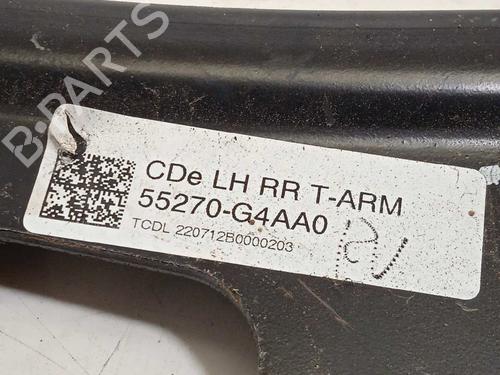 B-PARTS
CDe LH RR T-ARM
55270-G4AA0
TCDL 220712B0000203